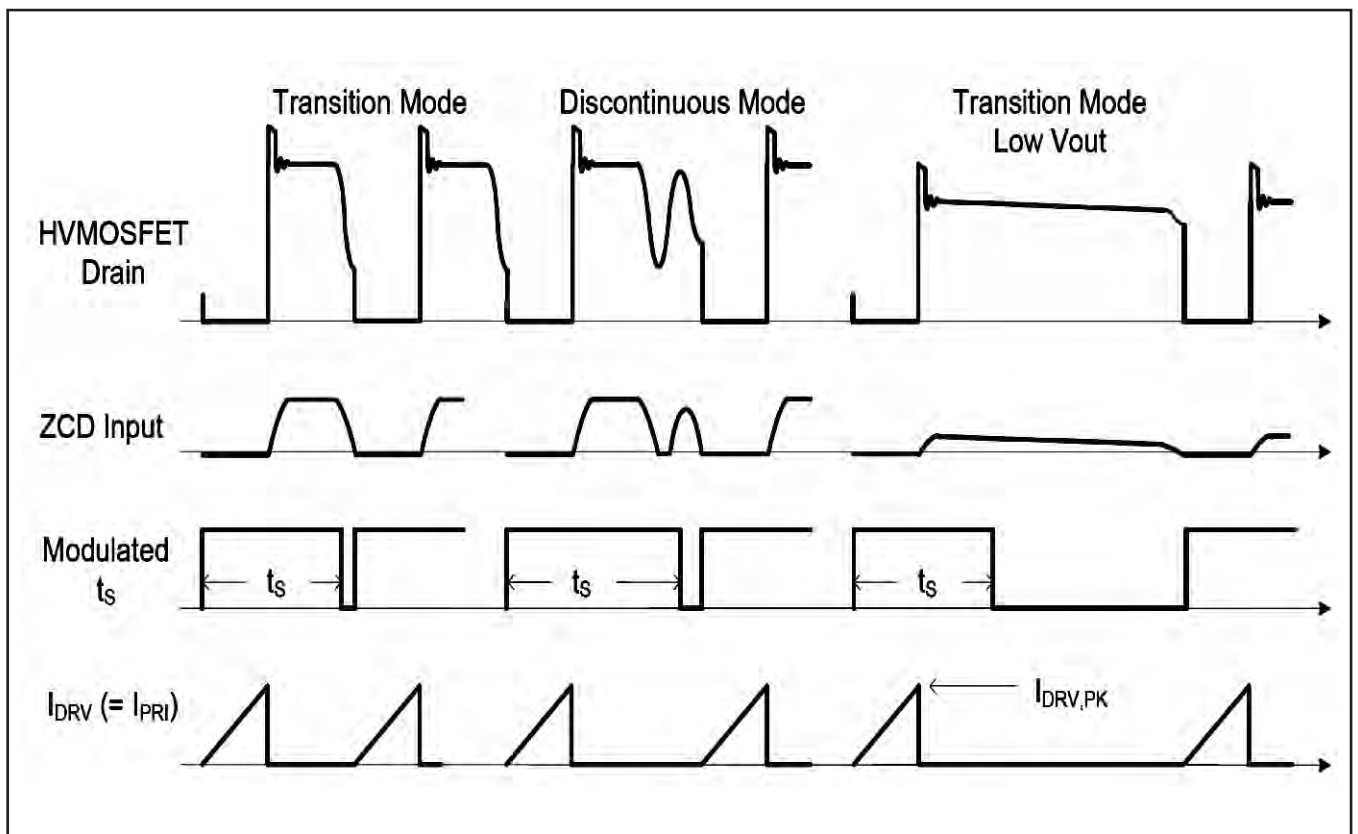 Transition Mode
Discontinuous Mode
Transition Mode
Low Vout
HVMOSFET
Drain
ZCD Input
Modulated
tS
tS
tS
tS
IDRV (= IPRI)
IDRV,PK